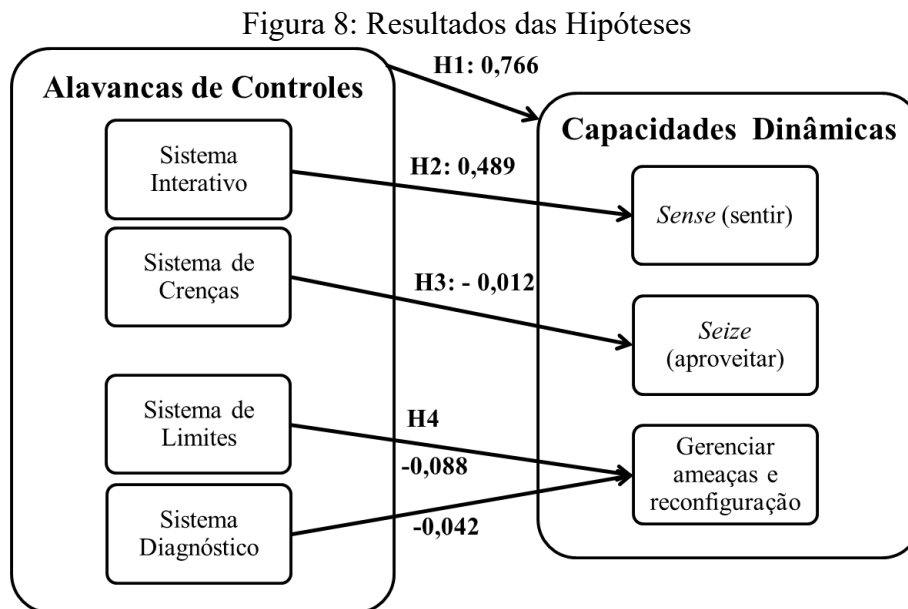 Figura 8: Resultados das Hipóteses
Alavancas de Controles
H1: 0,766
Capacidades Dinâmicas
Sistema
Interativo
H2: 0,489
Sense (sentir)
Sistema de
Crenças
H3: - 0,012
Seize
(aproveitar)
Sistema de
Limites
H4
-0,088
Gerenciar
ameaças e
reconfiguração
Sistema
Diagnóstico
-0,042